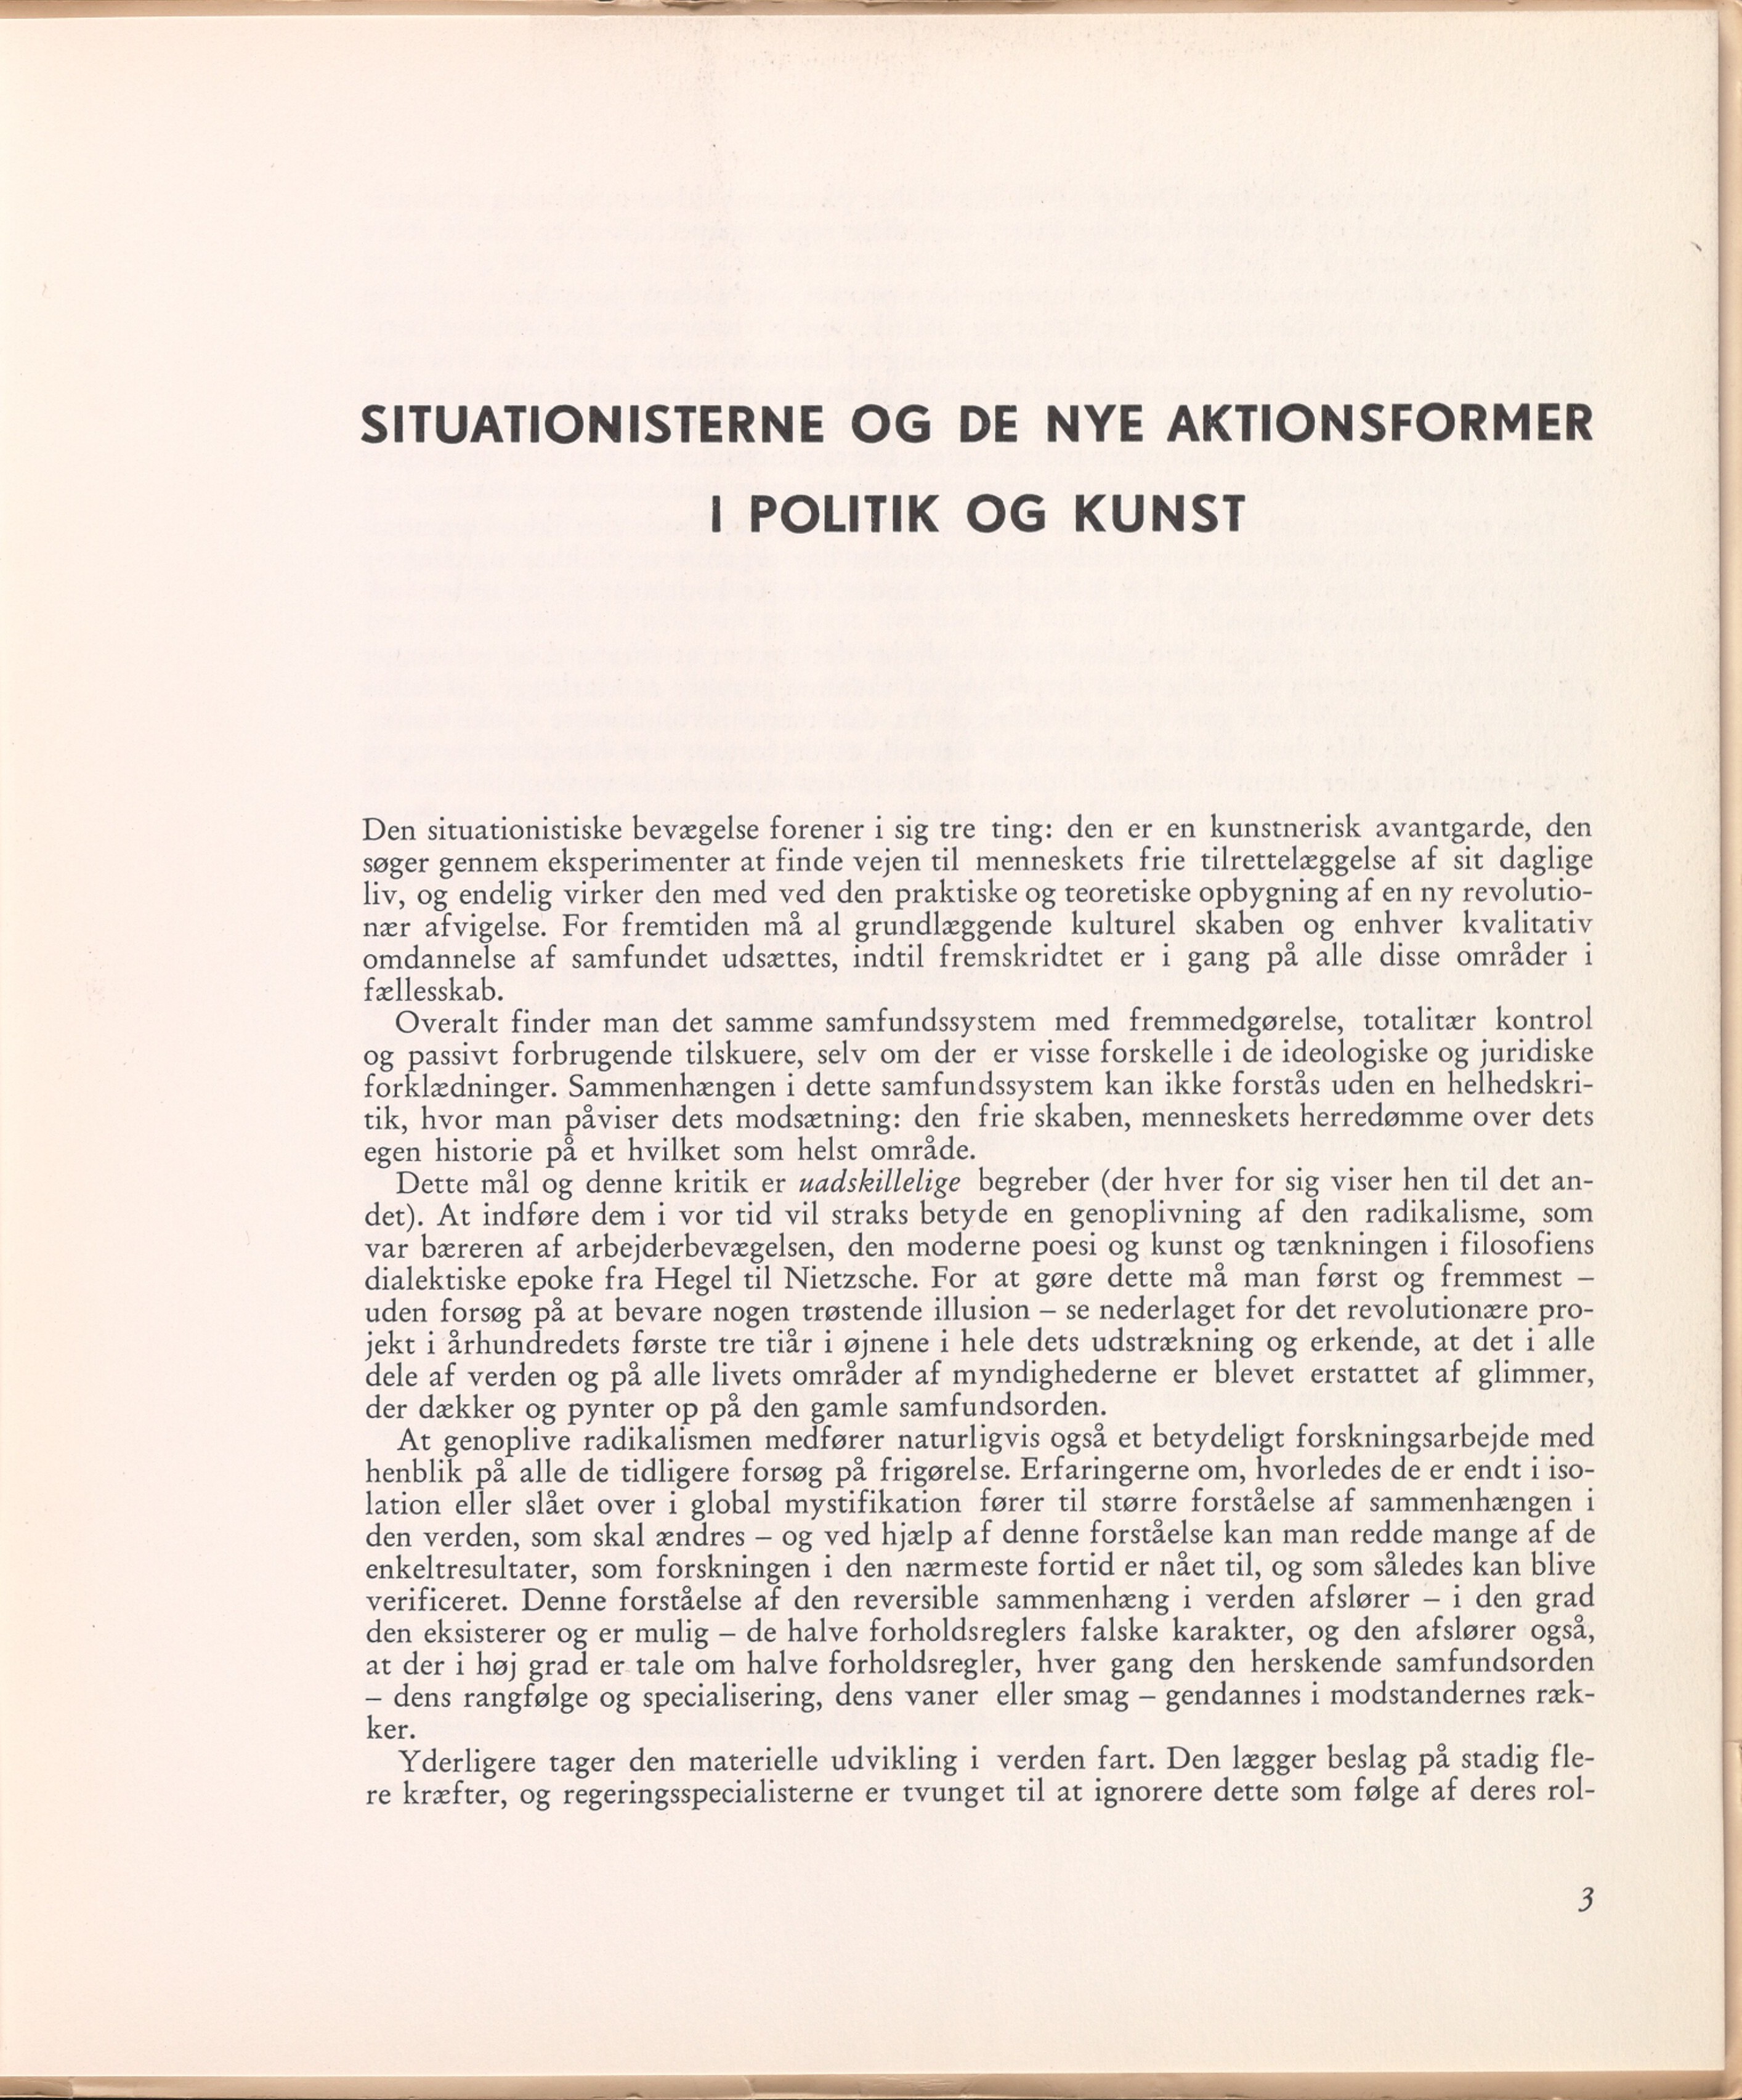 SITUATIONISTERNE OG DE NYE AKTIONSFORMER
I POLITIK OG KUNST
Den situationistiske bevægelse forener i sig tre ting: den er en kunstnerisk avantgarde, den
søger gennem eksperimenter at finde vejen til menneskets frie tilrettelæggelse af sit daglige
liv, og endelig virker den med ved den praktiske og teoretiske opbygning af en ny revolutio-
nær afvigelse. For fremtiden må al grundlæggende kulturel skaben og enhver kvalitativ
omdannelse af samfundet udsættes, indtil fremskridtet er i gang på alle disse områder i
fællesskab.
Overalt finder man det samme samfundssystem med fremmedgørelse, totalitær kontrol
og passivt forbrugende tilskuere, selv om der er visse forskelle i de ideologiske og juridiske
forklædninger. Sammenhængen i dette samfundssystem kan ikke forstås uden en helhedskri-
tik, hvor man påviser dets modsætning: den frie skaben, menneskets herredømme over dets
egen historie på et hvilket som helst område.
Dette mål og denne kritik er uadskillelige begreber (der hver for sig viser hen til det an-
det). At indføre dem i vor tid vil straks betyde en genoplivning af den radikalisme, som
var bæreren af arbejderbevægelsen, den moderne poesi og kunst og tænkningen i filosofiens
dialektiske epoke fra Hegel til Nietzsche. For at gøre dette må man først og fremmest –
uden forsøg på at bevare nogen trøstende illusion – se nederlaget for det revolutionære pro-
jekt i århundredets første tre tiår i øjnene i hele dets udstrækning og erkende, at det i alle
dele af verden og på alle livets områder af myndighederne er blevet erstattet af glimmer,
der dækker og pynter op på den gamle samfundsorden.
At genoplive radikalismen medfører naturligvis også et betydeligt forskningsarbejde med
henblik på alle de tidligere forsøg på frigørelse. Erfaringerne om, hvorledes de er endt i iso-
lation eller slået over i global mystifikation fører til større forståelse af sammenhængen i
den verden, som skal ændres – og ved hjælp af denne forståelse kan man redde mange af de
enkeltresultater, som forskningen i den nærmeste fortid er nået til, og som således kan blive
verificeret. Denne forståelse af den reversible sammenhæng i verden afslører – i den grad
den eksisterer og er mulig – de halve forholdsreglers falske karakter, og den afslører også,
at der i høj grad er tale om halve forholdsregler, hver gang den herskende samfundsorden
– dens rangfølge og specialisering, dens vaner eller smag – gendannes i modstandernes ræk-
ker.
Yderligere tager den materielle udvikling i verden fart. Den lægger beslag på stadig fle-
re kræfter, og regeringsspecialisterne er tvunget til at ignorere dette som følge af deres rol-
3